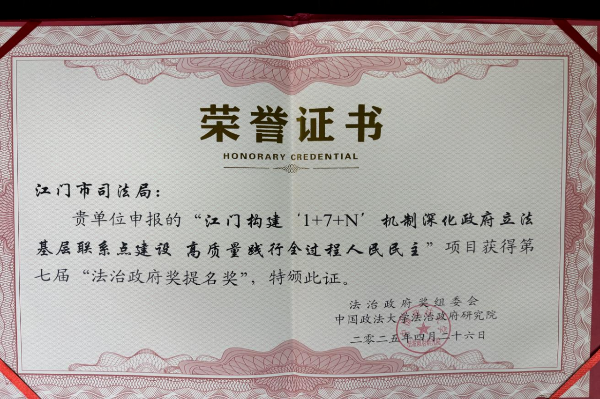 荣誉证书
HONORARY CREDENTIAL
江门市司法局：
贵单位申报的“江门构建‘1+7+N’机制深化政府立法
基层联系点建设 高质量践行全过程人民民主”项目获得第
七届“法治政府奖提名奖”，特颁此证。
法治政府奖组委会
中国政法大学法治政府研究院
二〇二五年四月二十六日